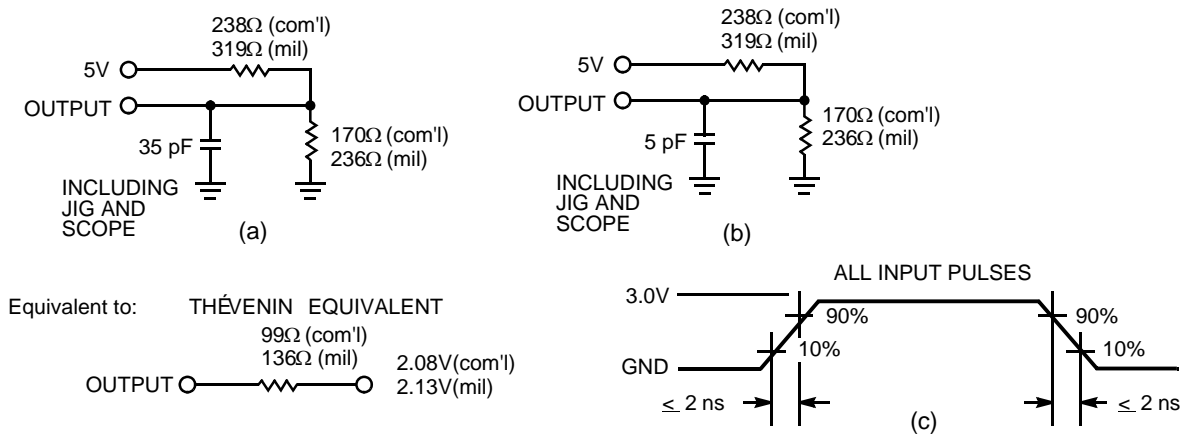 238Ω (com'l)
319Ω (mil)
5V
OUTPUT
35 pF
170Ω (com'l)
236Ω (mil)
INCLUDING
JIG AND
SCOPE
(a)
238Ω (com'l)
319Ω (mil)
5V
OUTPUT
5 pF
170Ω (com'l)
236Ω (mil)
INCLUDING
JIG AND
SCOPE
(b)
Equivalent to: THÉVENIN EQUIVALENT
99Ω (com'l)
136Ω (mil)
OUTPUT
2.08V(com'l)
2.13V(mil)
ALL INPUT PULSES
3.0V
90%
10%
GND
≤ 2 ns
90%
10%
≤ 2 ns
(c)